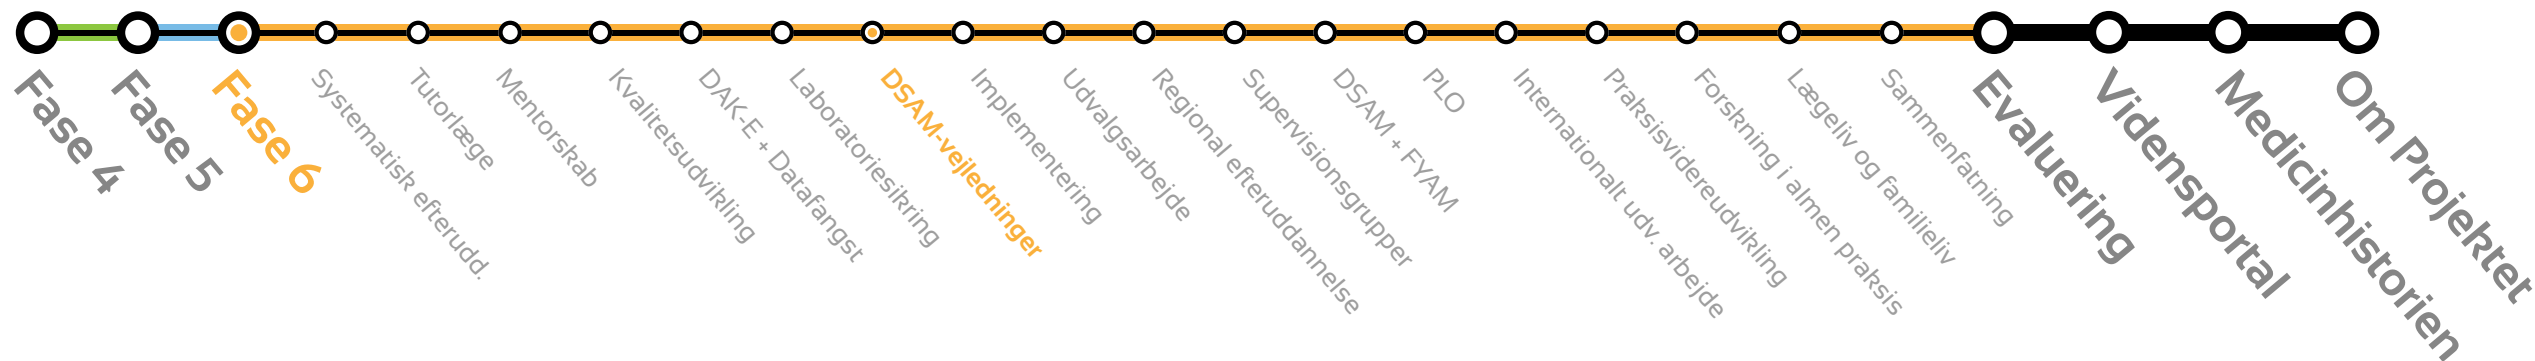 Fase 4
Fase 5
Fase 6
Systematisk efterudd.
Tutorlæge
Mentorskab
Kvalitetsudvikling
DAK-E + Datafangst
Laboratoriesikring
DSAM-vejledninger
Implementering
Udvalgsarbejde
Regional efteruddannelse
Supervisionsgrupper
DSAM + FYAM
PLO
Internationalt udv. arbejde
Praksisvidereudvikling
Forskning i almen praksis
Lægeliv og familieliv
Sammenfatning
Evaluering
Vidensportal
Medicinhistorien
Om Projektet